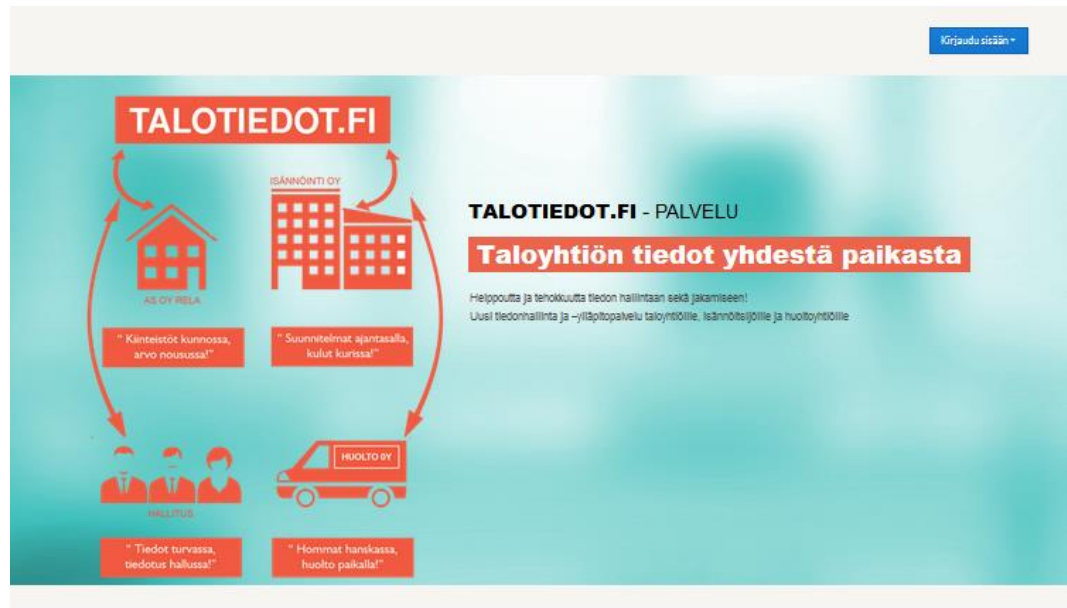 Kirjaudu sisään
TALOTIEDOT.FI
ISÄNNÖINTI OY
AS OY RELA
" Kiinteistöt kunnossa,
arvo nousussa!"
" Suunnitelmat ajantasalla,
kulut kurissa!"
HUOLTO OY
HALLITUS
" Tiedot turvassa,
tiedotus hallussa!"
" Hommat hanskassa,
huolto paikalla!"
TALOTIEDOT.FI - PALVELU
Taloyhtiön tiedot yhdestä paikasta
Helppoutta ja tehokkuutta tiedon hallintaan sekä jakamiseen!
Uusi tiedonhallinta ja –ylläpitopalvelu taloyhtiöille, isännöitsijöille ja huoltoyhtiöille